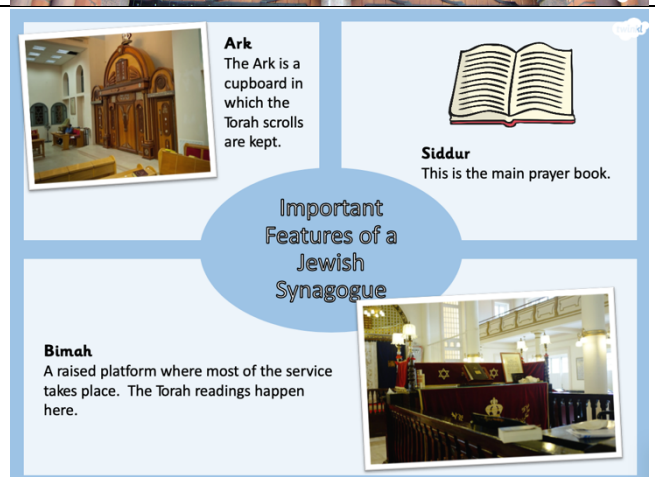 Ark
The Ark is a
cupboard in
which the
Torah scrolls
are kept.
Siddur
This is the main prayer book.
Important
Features of a
Jewish
Synagogue
Bimah
A raised platform where most of the service
takes place.  The Torah readings happen
here.